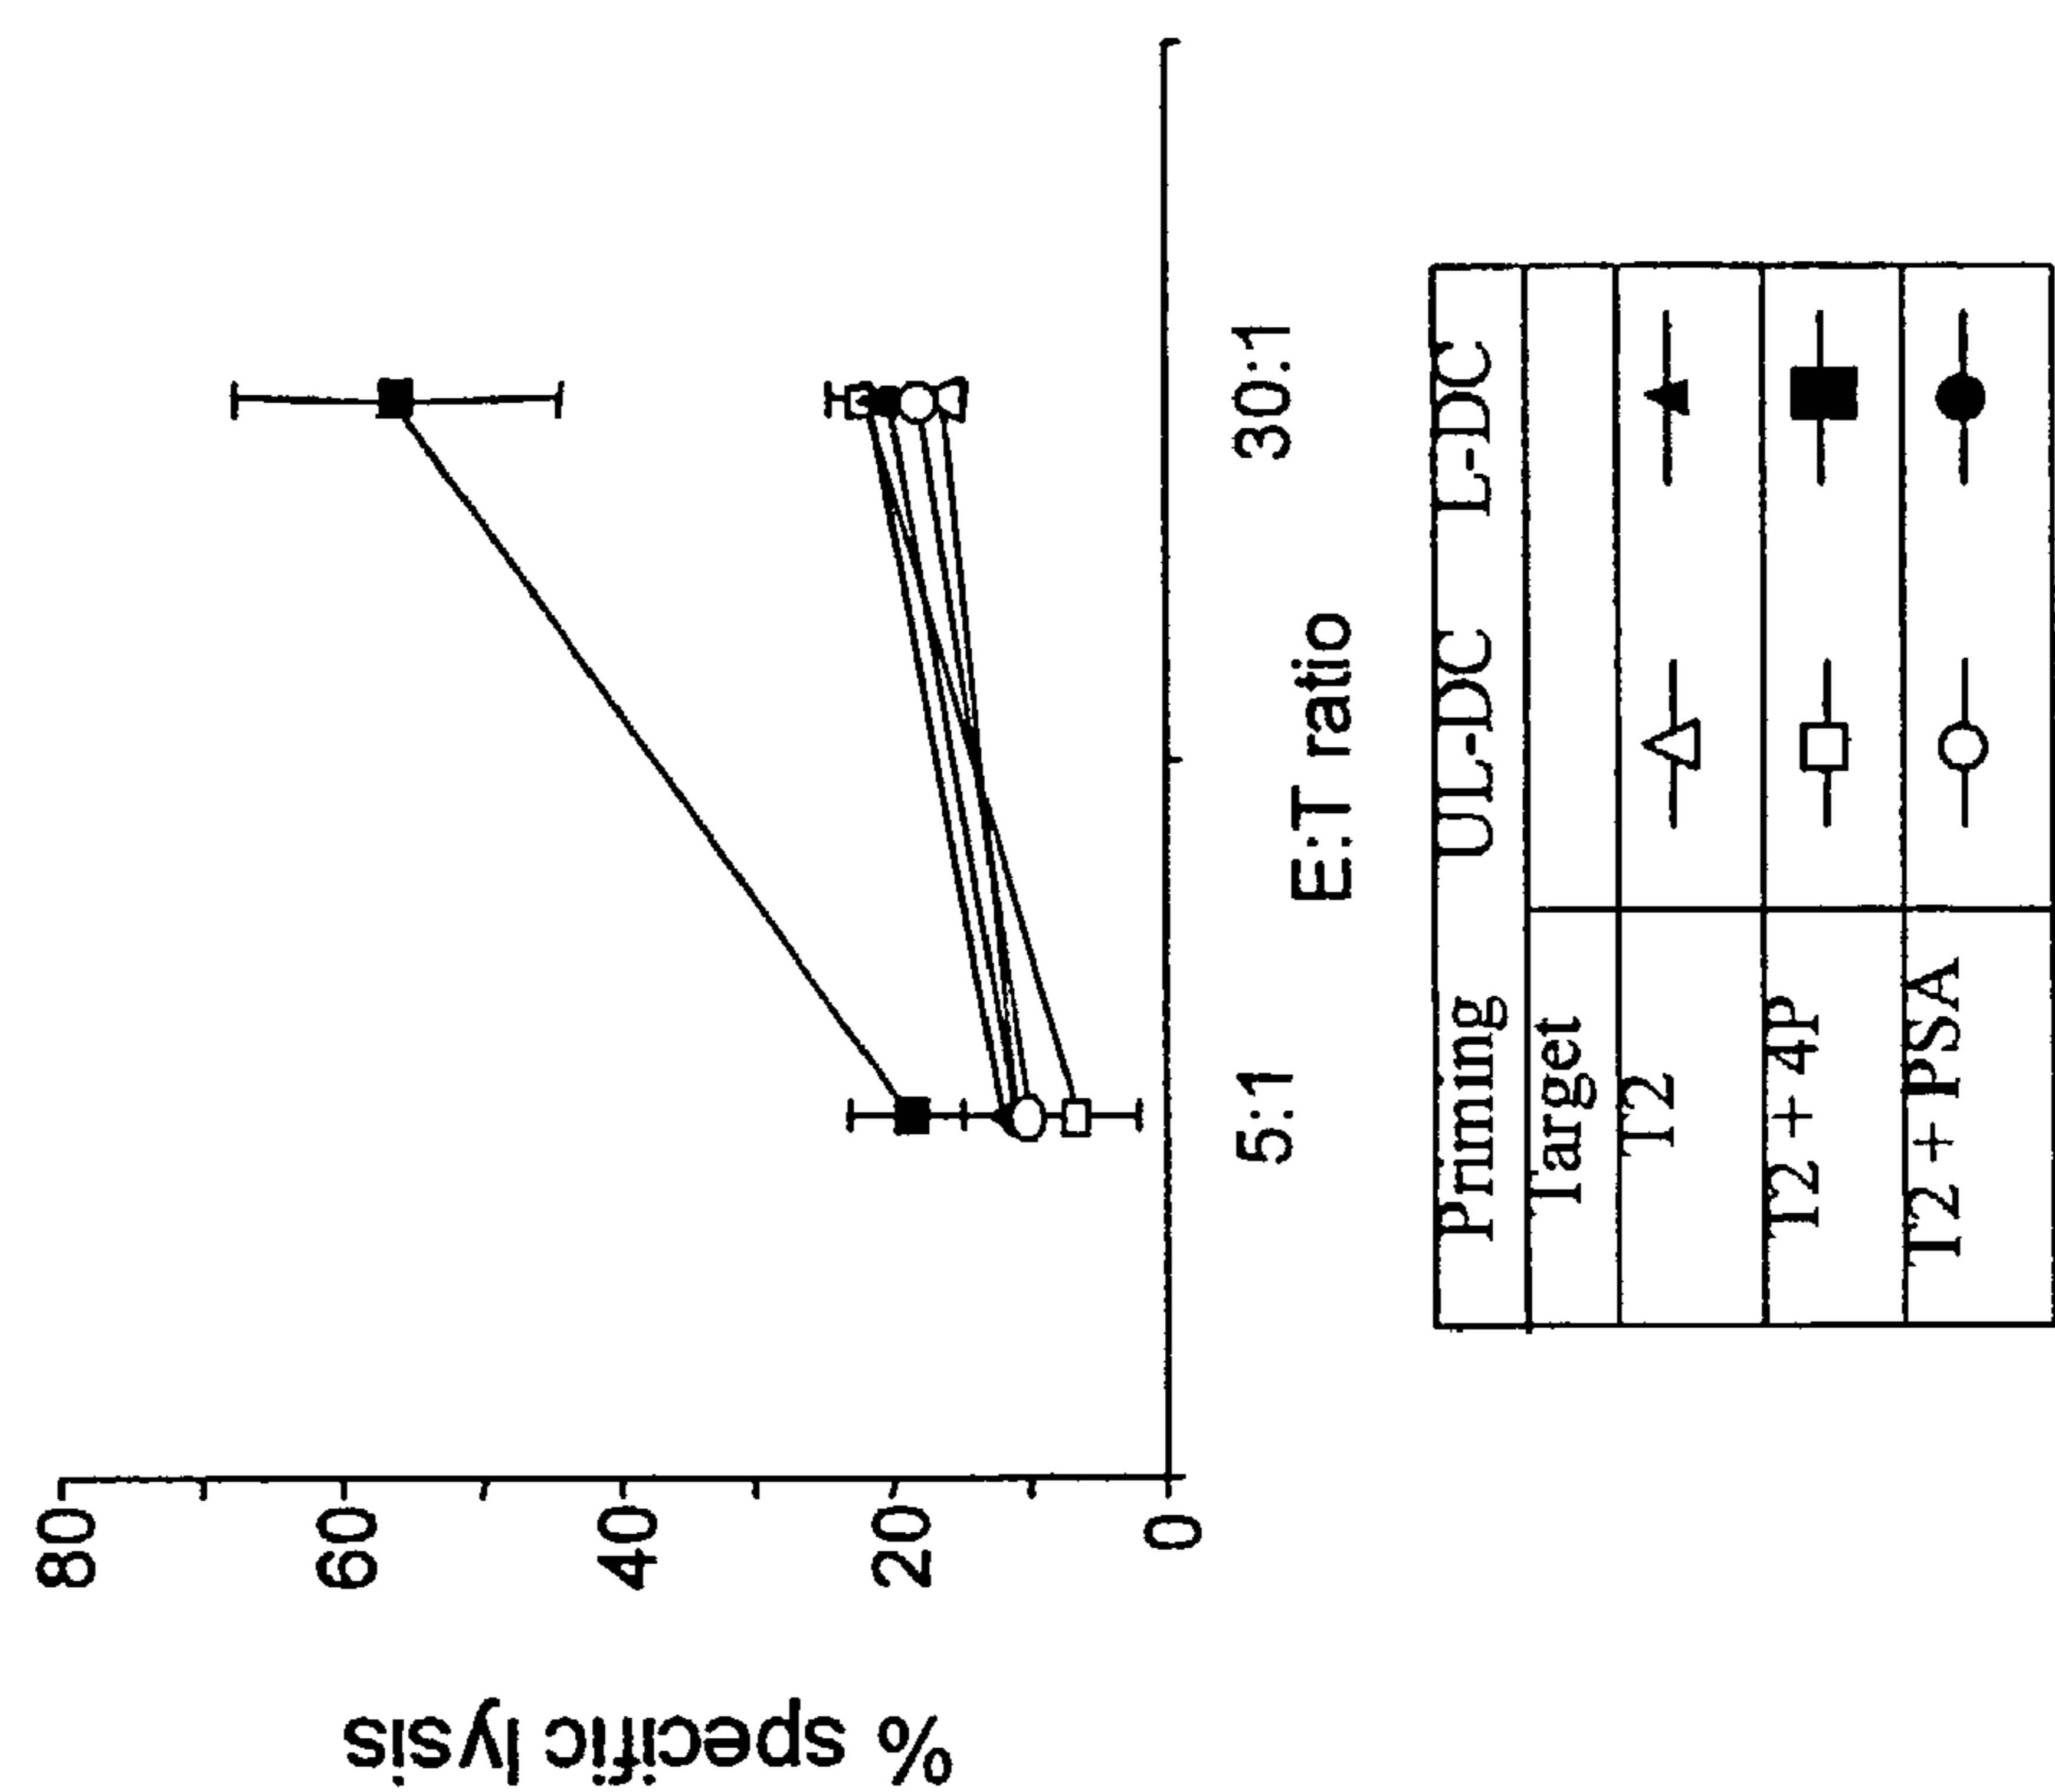 % specific lysis
80
60
40
20
0
5:1
30:1
E:T ratio
Priming UL-DC L-DC
Target
T2
T2 + 4P
T2 + PSA